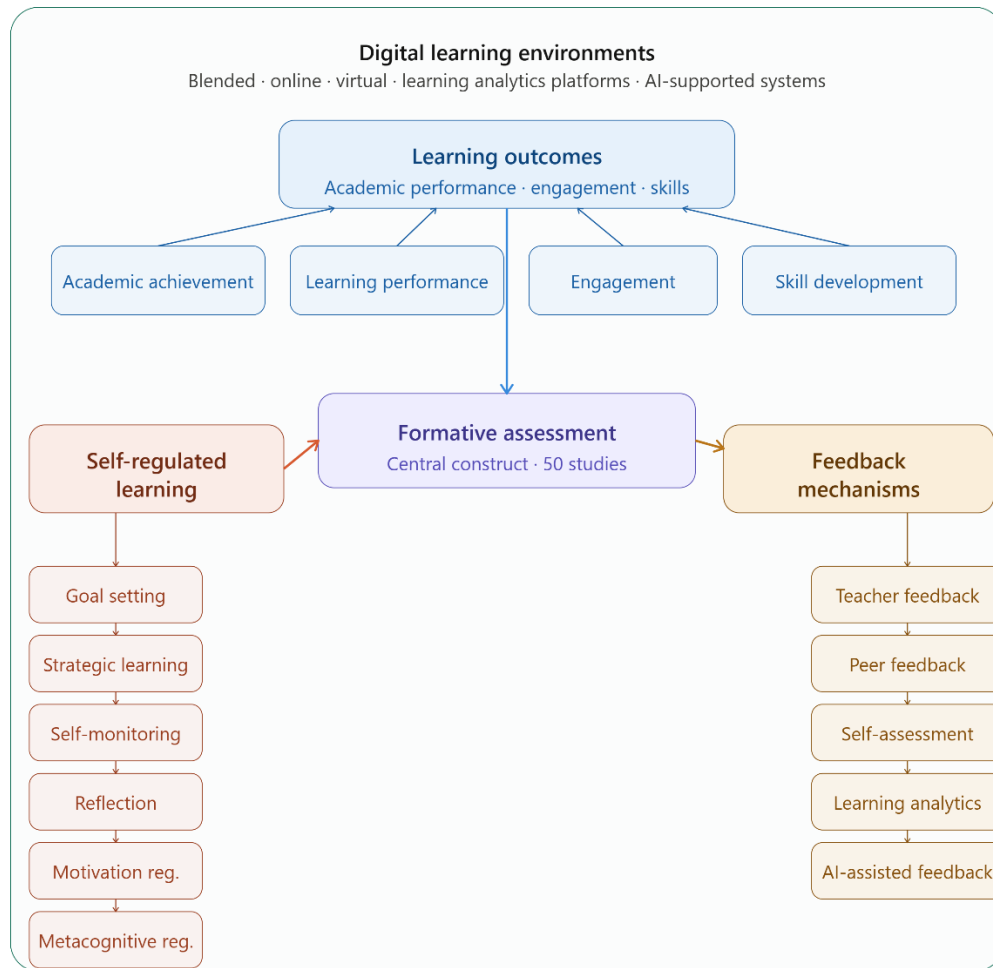 Digital learning environments
Blended · online · virtual · learning analytics platforms · AI-supported systems
Learning outcomes
Academic performance · engagement · skills
Academic achievement
Learning performance
Engagement
Skill development
Formative assessment
Central construct · 50 studies
Self-regulated
learning
Feedback
mechanisms
Goal setting
Strategic learning
Self-monitoring
Reflection
Motivation reg.
Metacognitive reg.
Teacher feedback
Peer feedback
Self-assessment
Learning analytics
AI-assisted feedback